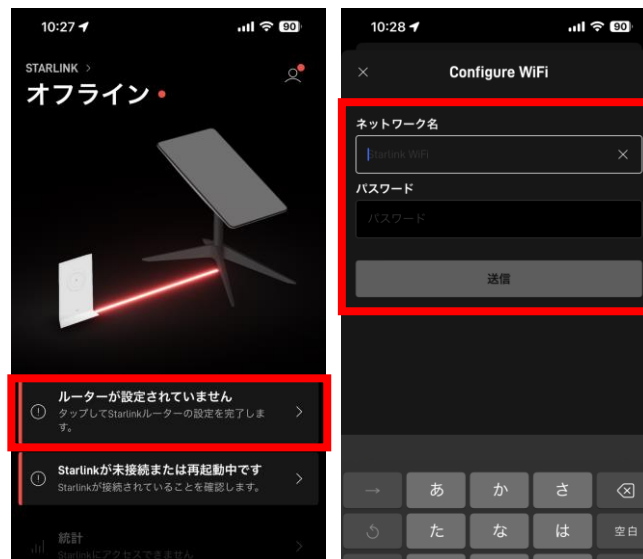 10:27
90
STARLINK >
オフライン
ルーターが設定されていません
タップしてStarlinkルーターの設定を完了しま
す。
Starlinkが未接続または再起動中です
Starlinkが接続されていることを確認します。
統計
Starlinkにアクセスできません
10:28
90
× Configure WiFi
ネットワーク名
Starlink WiFi ×
パスワード
パスワード
送信
→ あ か さ
た な は 空白